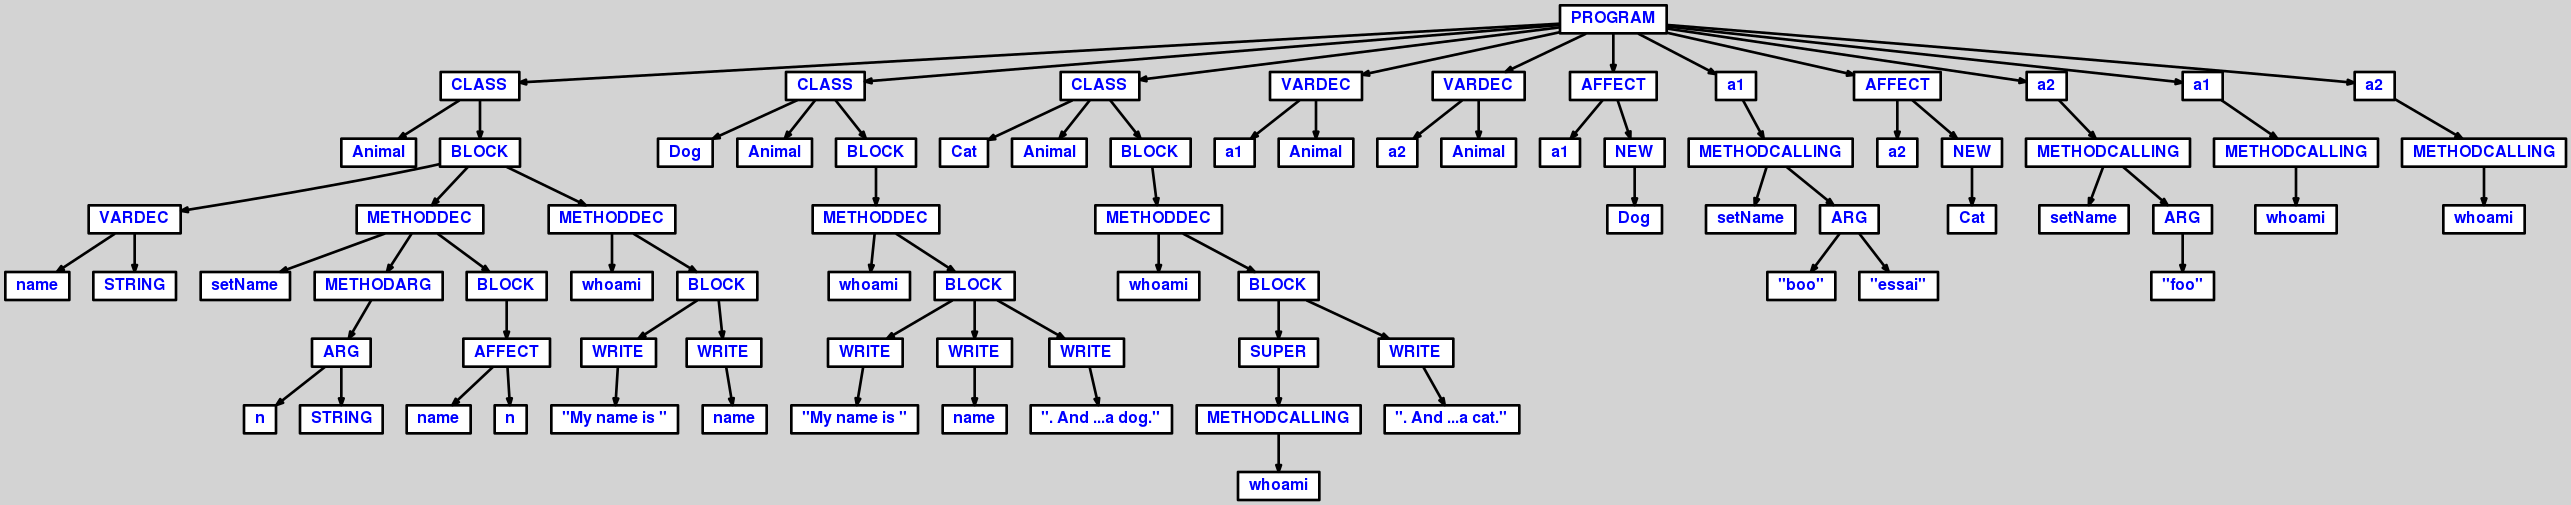 PROGRAM
CLASS CLASS CLASS VARDEC VARDEC AFFECT a1 AFFECT a2 a1 a2
Animal BLOCK Dog Animal BLOCK Cat Animal BLOCK a1 Animal a2 Animal a1 NEW METHODCALLING a2 NEW METHODCALLING METHODCALLING METHODCALLING
VARDEC METHODDEC METHODDEC METHODDEC METHODDEC Dog setName ARG Cat setName ARG whoami whoami
name STRING setName METHODARG BLOCK whoami BLOCK whoami BLOCK whoami BLOCK "boo" "essai" "foo"
ARG AFFECT WRITE WRITE WRITE WRITE WRITE SUPER WRITE
n STRING name n "My name is " name "My name is " name ". And ...a dog." METHODCALLING ". And ...a cat."
whoami